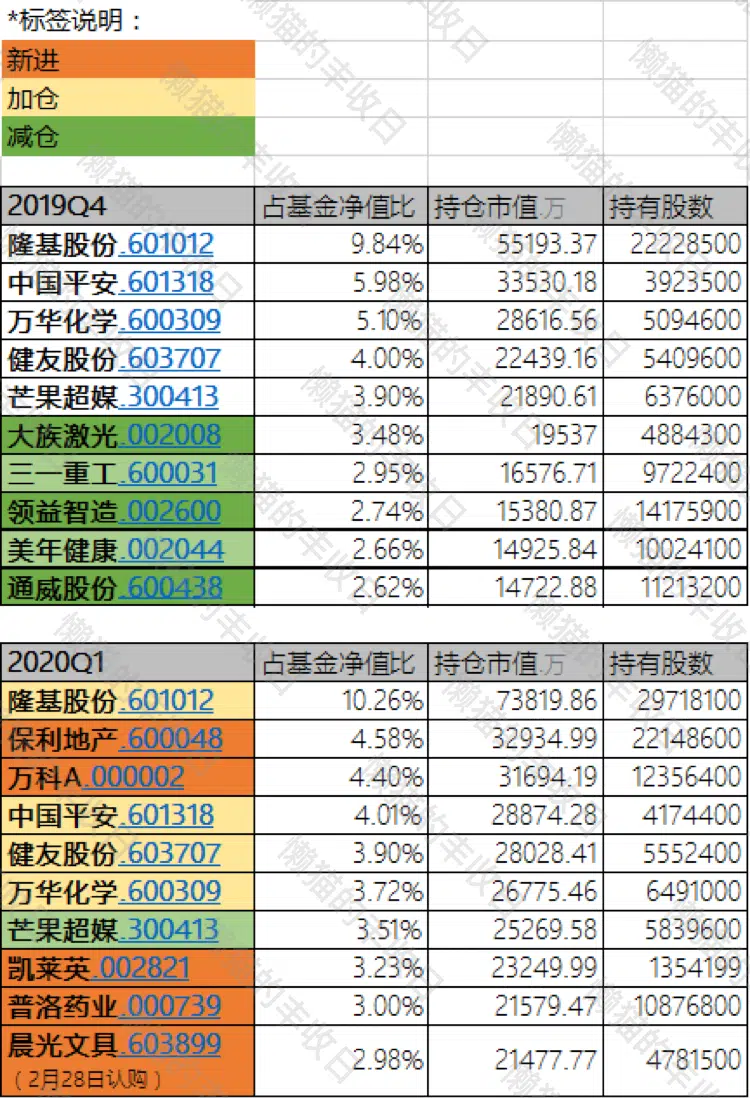 *标签说明：
新进
加仓
减仓
2019Q4 占基金净值比 持仓市值.万 持有股数
隆基股份.601012 9.84% 55193.37 22228500
中国平安.601318 5.98% 33530.18 3923500
万华化学.600309 5.10% 28616.56 5094600
健友股份.603707 4.00% 22439.16 5409600
芒果超媒.300413 3.90% 21890.61 6376000
大族激光.002008 3.48% 19537 4884300
三一重工.600031 2.95% 16576.71 9722400
领益智造.002600 2.74% 15380.87 14175900
美年健康.002044 2.66% 14925.84 10024100
通威股份.600438 2.62% 14722.88 11213200
2020Q1 占基金净值比 持仓市值.万 持有股数
隆基股份.601012 10.26% 73819.86 29718100
保利地产.600048 4.58% 32934.99 22148600
万科A.000002 4.40% 31694.19 12356400
中国平安.601318 4.01% 28874.28 4174400
健友股份.603707 3.90% 28028.41 5552400
万华化学.600309 3.72% 26775.46 6491000
芒果超媒.300413 3.51% 25269.58 5839600
凯莱英.002821 3.23% 23249.99 1354199
普洛药业.000739 3.00% 21579.47 10876800
晨光文具.603899 2.98% 21477.77 4781500
（2月28日认购）
懒猫的丰收日